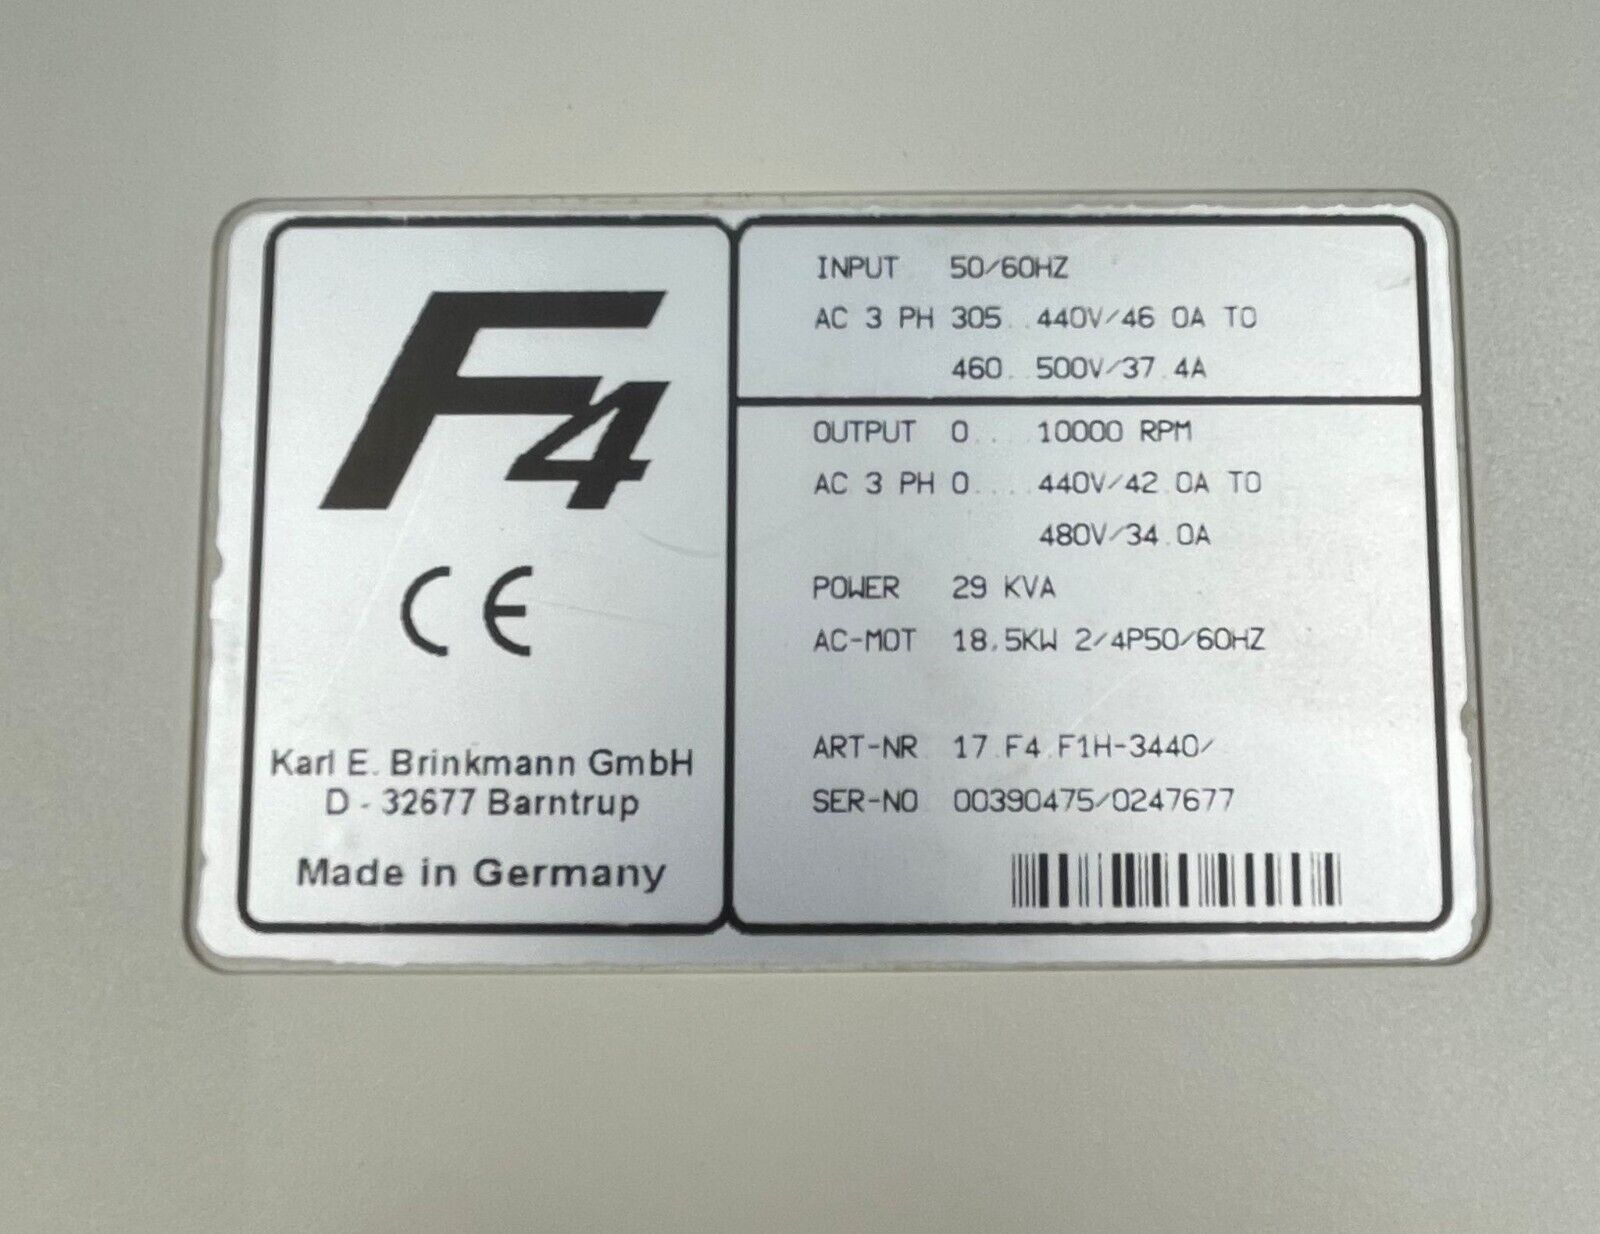 F4
CE
Karl E. Brinkmann GmbH
D - 32677 Barntrup
Made in Germany
INPUT 50/60HZ
AC 3 PH 305..440V/46.0A TO
460..500V/37.4A
OUTPUT 0....10000 RPM
AC 3 PH 0....440V/42.0A TO
480V/34.0A
POWER 29 KVA
AC-MOT 18.5KW 2/4P50/60HZ
ART-NR 17.F4.F1H-3440/
SER-NO 00390475/0247677